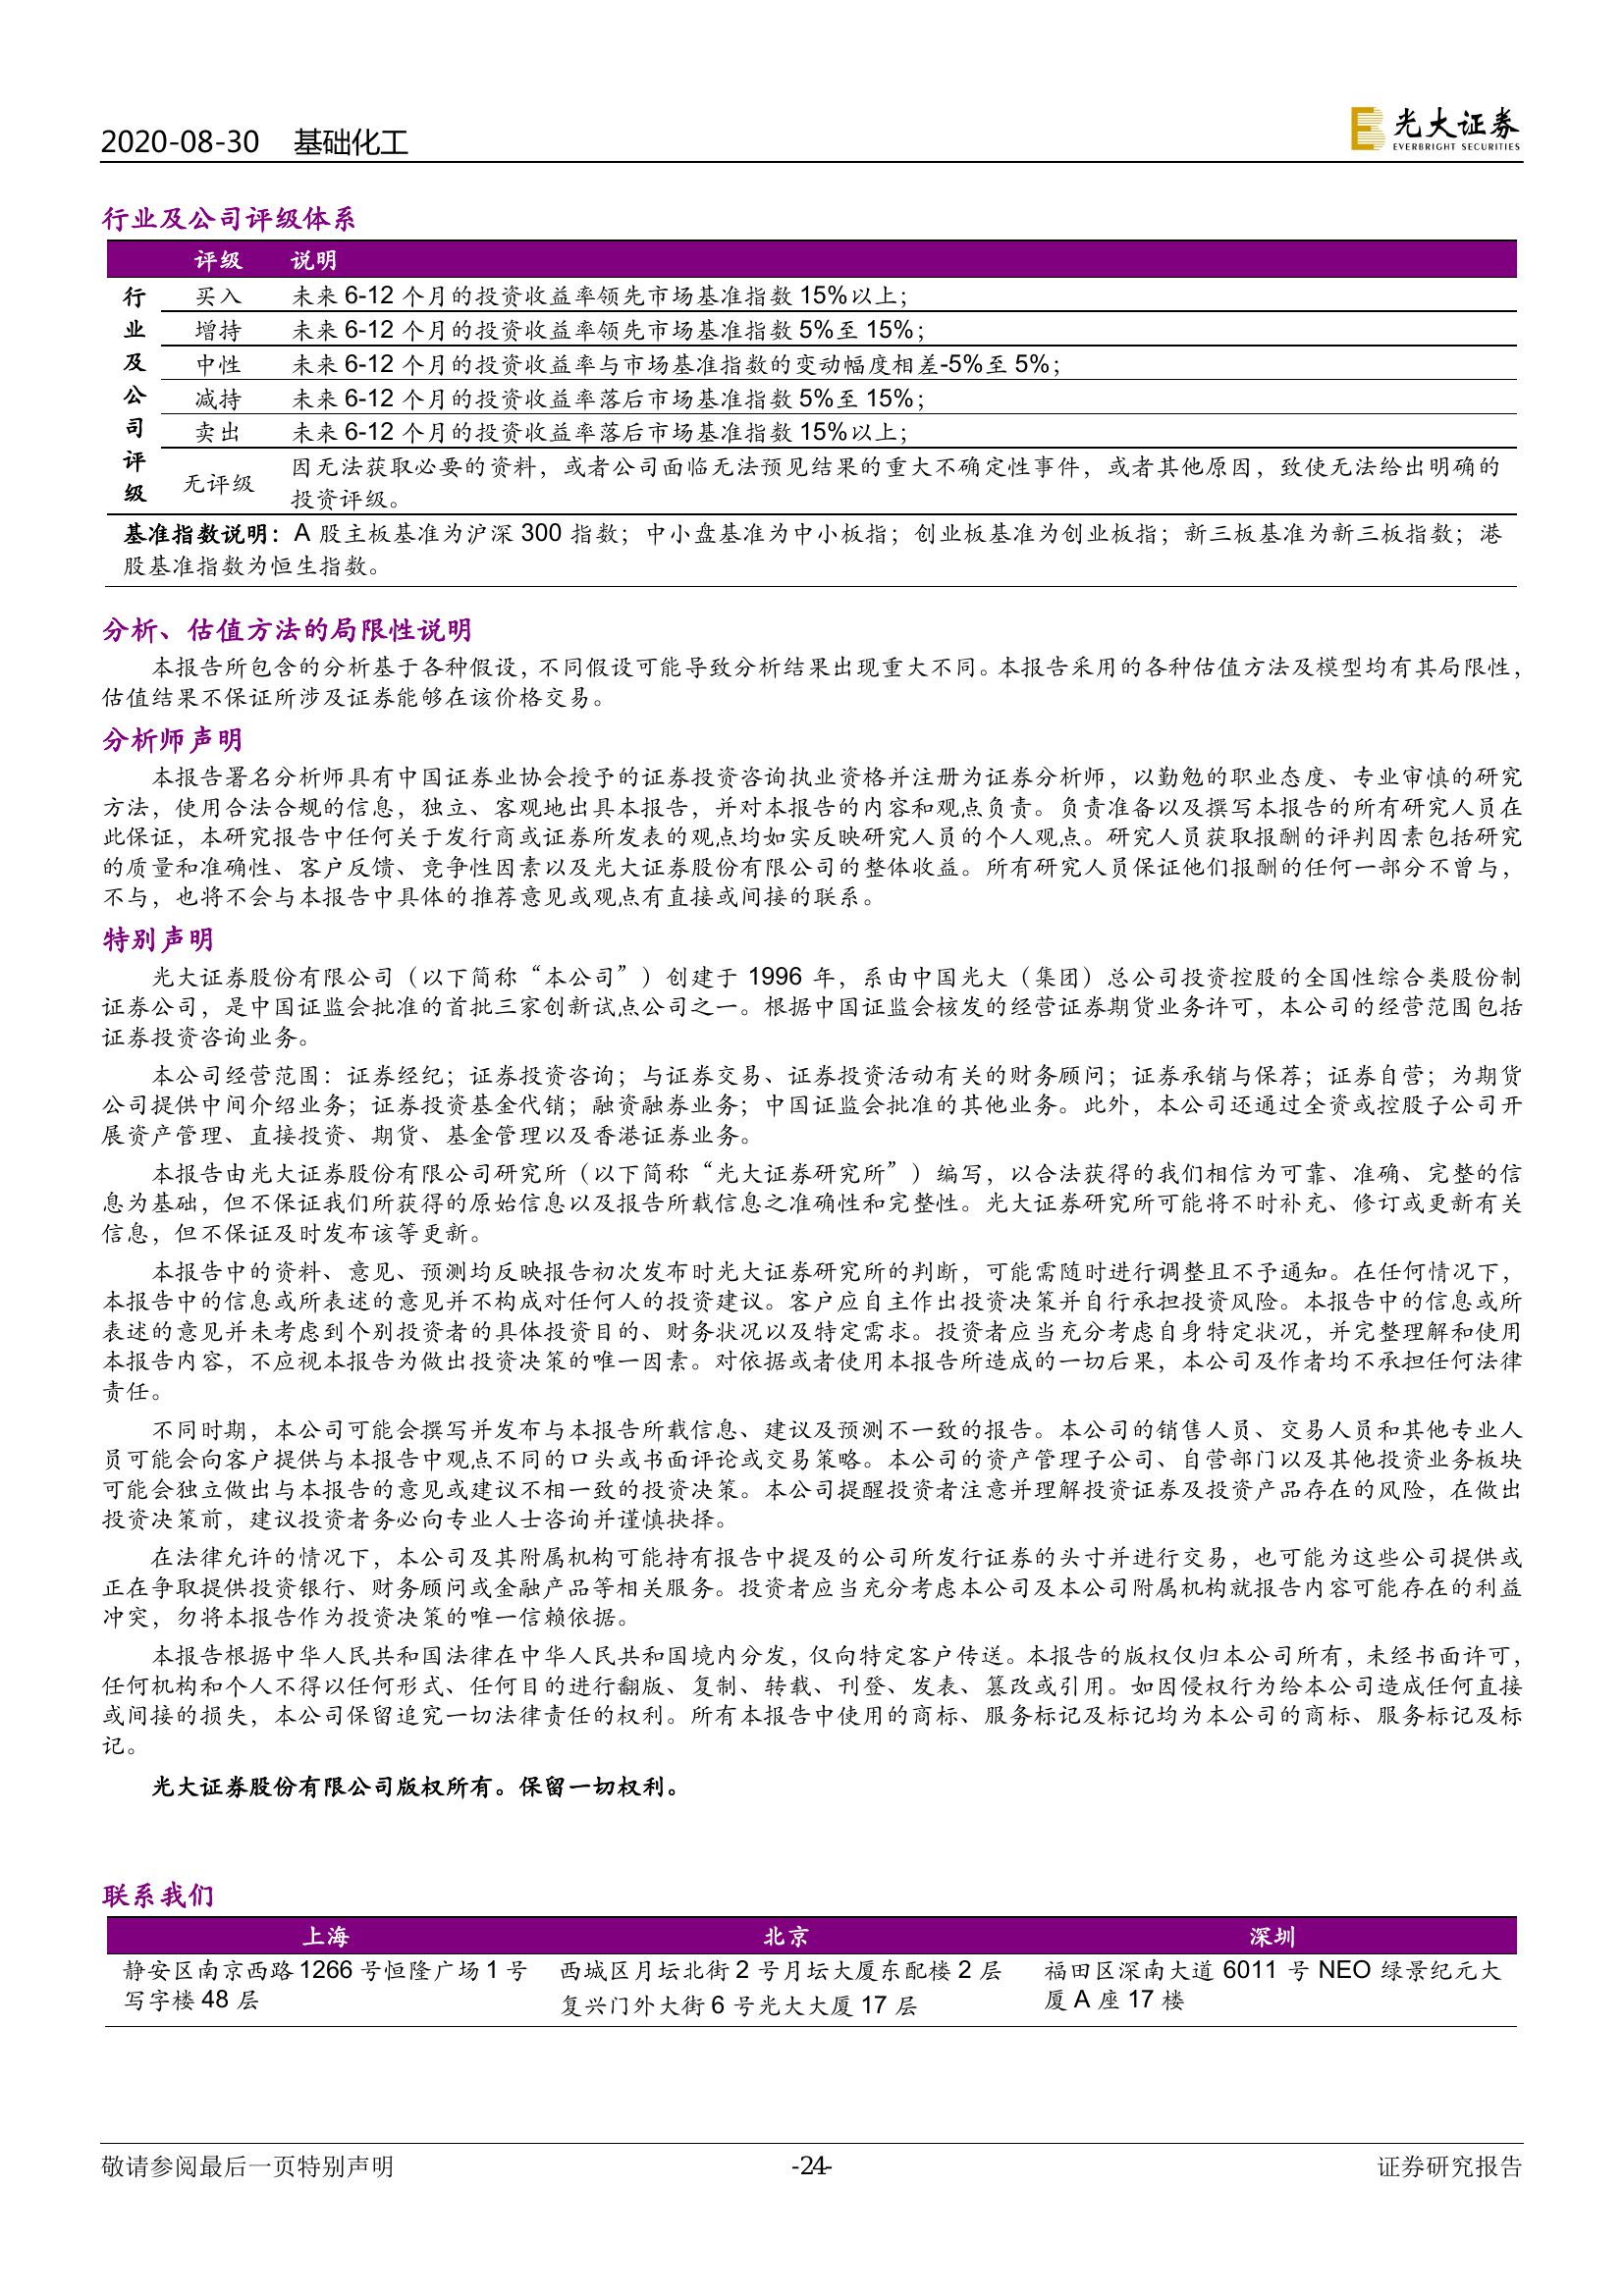 2020-08-30 基础化工
光大证券
EVERBRIGHT SECURITIES
行业及公司评级体系
评级 说明
行业及公司评级
买入 未来 6-12 个月的投资收益率领先市场基准指数 15%以上；
增持 未来 6-12 个月的投资收益率领先市场基准指数 5%至 15%；
中性 未来 6-12 个月的投资收益率与市场基准指数的变动幅度相差-5%至 5%；
减持 未来 6-12 个月的投资收益率落后市场基准指数 5%至 15%；
卖出 未来 6-12 个月的投资收益率落后市场基准指数 15%以上；
无评级 因无法获取必要的资料，或者公司面临无法预见结果的重大不确定性事件，或者其他原因，致使无法给出明确的
投资评级。
基准指数说明：A 股主板基准为沪深 300 指数；中小盘基准为中小板指；创业板基准为创业板指；新三板基准为新三板指数；港
股基准指数为恒生指数。
分析、估值方法的局限性说明
本报告所包含的分析基于各种假设，不同假设可能导致分析结果出现重大不同。本报告采用的各种估值方法及模型均有其局限性，
估值结果不保证所涉及证券能够在该价格交易。
分析师声明
本报告署名分析师具有中国证券业协会授予的证券投资咨询执业资格并注册为证券分析师，以勤勉的职业态度、专业审慎的研究
方法，使用合法合规的信息，独立、客观地出具本报告，并对本报告的内容和观点负责。负责准备以及撰写本报告的所有研究人员在
此保证，本研究报告中任何关于发行商或证券所发表的观点均如实反映研究人员的个人观点。研究人员获取报酬的评判因素包括研究
的质量和准确性、客户反馈、竞争性因素以及光大证券股份有限公司的整体收益。所有研究人员保证他们报酬的任何一部分不曾与，
不与，也将不会与本报告中具体的推荐意见或观点有直接或间接的联系。
特别声明
光大证券股份有限公司（以下简称“本公司”）创建于 1996 年，系由中国光大（集团）总公司投资控股的全国性综合类股份制
证券公司，是中国证监会批准的首批三家创新试点公司之一。根据中国证监会核发的经营证券期货业务许可，本公司的经营范围包括
证券投资咨询业务。
本公司经营范围：证券经纪；证券投资咨询；与证券交易、证券投资活动有关的财务顾问；证券承销与保荐；证券自营；为期货
公司提供中间介绍业务；证券投资基金代销；融资融券业务；中国证监会批准的其他业务。此外，本公司还通过全资或控股子公司开
展资产管理、直接投资、期货、基金管理以及香港证券业务。
本报告由光大证券股份有限公司研究所（以下简称“光大证券研究所”）编写，以合法获得的我们相信为可靠、准确、完整的信
息为基础，但不保证我们所获得的原始信息以及报告所载信息之准确性和完整性。光大证券研究所可能将不时补充、修订或更新有关
信息，但不保证及时发布该等更新。
本报告中的资料、意见、预测均反映报告初次发布时光大证券研究所的判断，可能需随时进行调整且不予通知。在任何情况下，
本报告中的信息或所表述的意见并不构成对任何人的投资建议。客户应自主作出投资决策并自行承担投资风险。本报告中的信息或所
表述的意见并未考虑到个别投资者的具体投资目的、财务状况以及特定需求。投资者应当充分考虑自身特定状况，并完整理解和使用
本报告内容，不应视本报告为做出投资决策的唯一因素。对依据或者使用本报告所造成的一切后果，本公司及作者均不承担任何法律
责任。
不同时期，本公司可能会撰写并发布与本报告所载信息、建议及预测不一致的报告。本公司的销售人员、交易人员和其他专业人
员可能会向客户提供与本报告中观点不同的口头或书面评论或交易策略。本公司的资产管理子公司、自营部门以及其他投资业务板块
可能会独立做出与本报告的意见或建议不相一致的投资决策。本公司提醒投资者注意并理解投资证券及投资产品存在的风险，在做出
投资决策前，建议投资者务必向专业人士咨询并谨慎抉择。
在法律允许的情况下，本公司及其附属机构可能持有报告中提及的公司所发行证券的头寸并进行交易，也可能为这些公司提供或
正在争取提供投资银行、财务顾问或金融产品等相关服务。投资者应当充分考虑本公司及本公司附属机构就报告内容可能存在的利益
冲突，勿将本报告作为投资决策的唯一信赖依据。
本报告根据中华人民共和国法律在中华人民共和国境内分发，仅向特定客户传送。本报告的版权仅归本公司所有，未经书面许可，
任何机构和个人不得以任何形式、任何目的进行翻版、复制、转载、刊登、发表、篡改或引用。如因侵权行为给本公司造成任何直接
或间接的损失，本公司保留追究一切法律责任的权利。所有本报告中使用的商标、服务标记及标记均为本公司的商标、服务标记及标
记。
光大证券股份有限公司版权所有。保留一切权利。
联系我们
上海 北京 深圳
静安区南京西路 1266 号恒隆广场 1 号
写字楼 48 层
西城区月坛北街 2 号月坛大厦东配楼 2 层
复兴门外大街 6 号光大大厦 17 层
福田区深南大道 6011 号 NEO 绿景纪元大
厦 A 座 17 楼
敬请参阅最后一页特别声明 -24- 证券研究报告